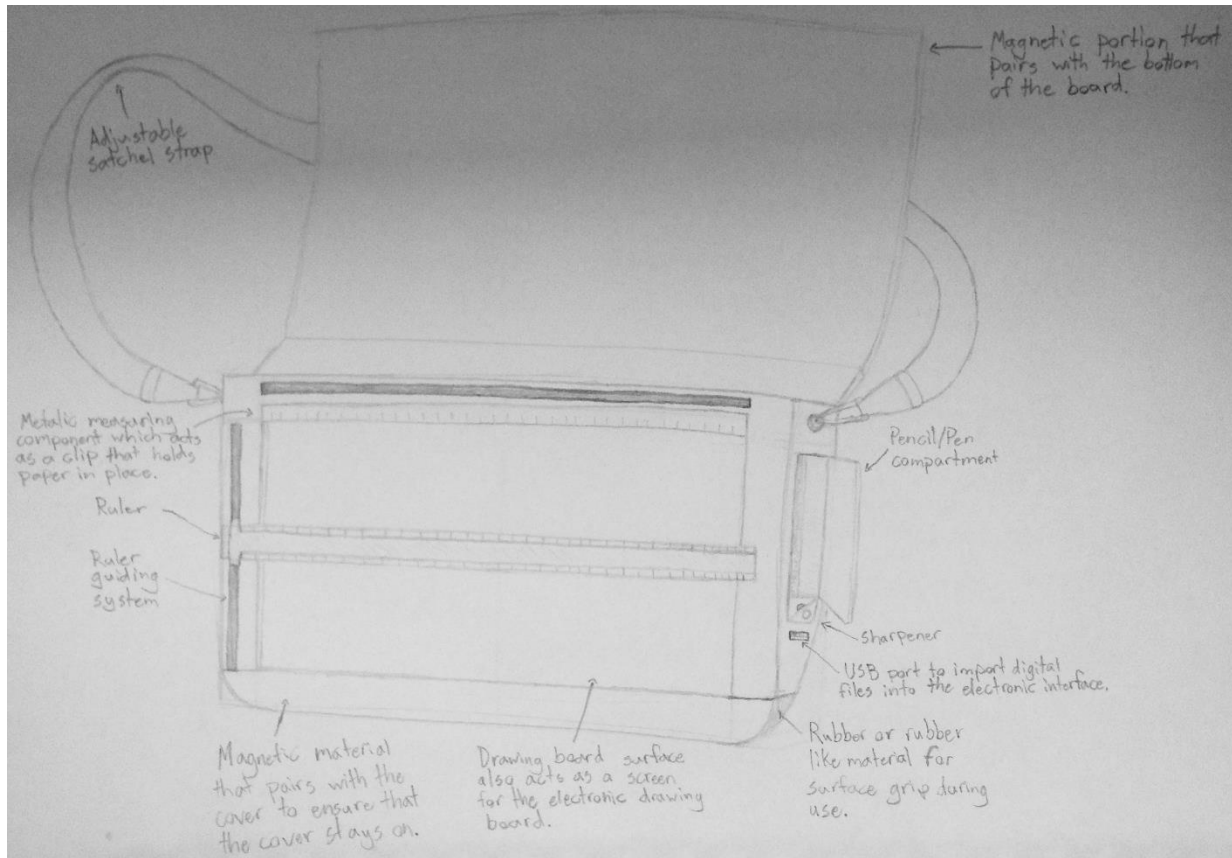 Magnetic portion that
pairs with the bottom
of the board.
Adjustable
satchel strap
Metalic measuring
component which acts
as a clip that holds
paper in place.
Pencil/Pen
compartment
Ruler
Ruler
guiding
system
Sharpener
USB port to import digital
files into the electronic interface.
Magnetic material
that pairs with the
cover to ensure that
the cover stays on.
Drawing board surface
also acts as a screen
for the electronic drawing
board.
Rubber or rubber
like material for
surface grip during
use.